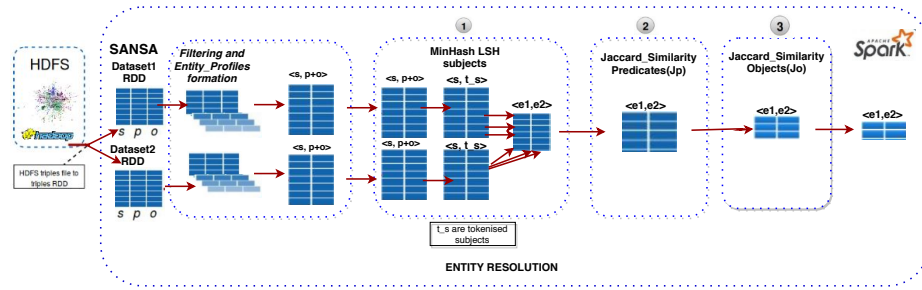 HDFS
hadoop
HDFS triples file to
triples RDD
SANSA
Dataset1
RDD
s p o
Dataset2
RDD
s p o
Filtering and
Entity_Profiles
formation
<s, p+o>
<s, p+o>
1
MinHash LSH
subjects
<s, p+o>
<s, t_s>
<e1,e2>
<s, p+o>
<s, t_s>
t_s are tokenised
subjects
2
Jaccard_Similarity
Predicates(Jp)
<e1,e2>
3
Jaccard_Similarity
Objects(Jo)
<e1,e2>
APACHE
Spark
<e1,e2>
ENTITY RESOLUTION